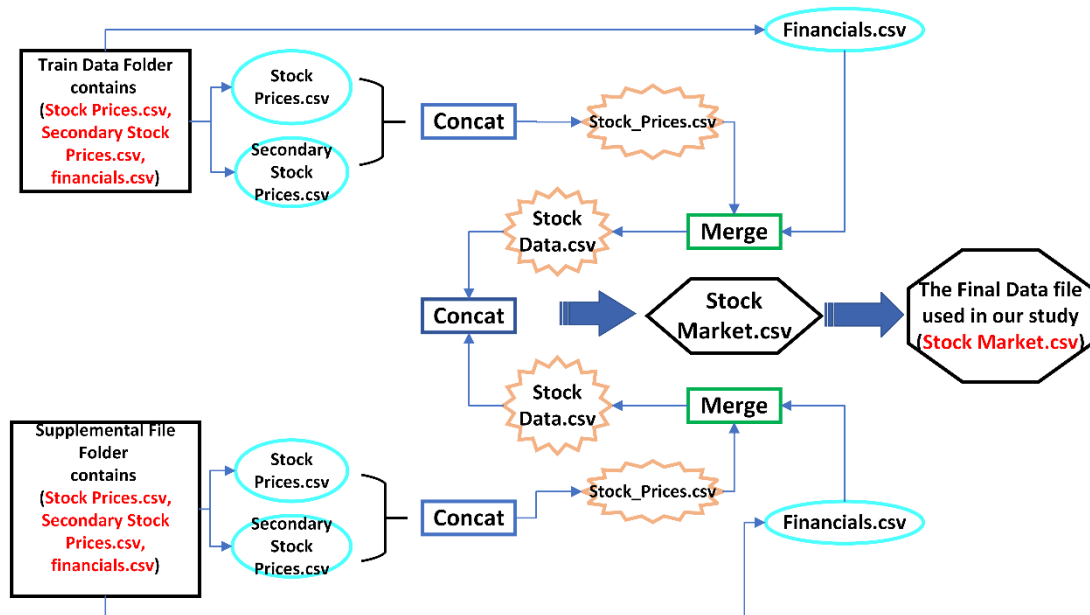 Financials.csv
Train Data Folder
contains
(Stock Prices.csv,
Secondary Stock
Prices.csv,
financials.csv)
Stock
Prices.csv
Secondary
Stock
Prices.csv
Concat
Stock_Prices.csv
Merge
Stock
Data.csv
Concat
Stock
Market.csv
The Final Data file
used in our study
(Stock Market.csv)
Stock
Data.csv
Merge
Supplemental File
Folder
contains
(Stock Prices.csv,
Secondary Stock
Prices.csv,
financials.csv)
Stock
Prices.csv
Secondary
Stock
Prices.csv
Concat
Stock_Prices.csv
Financials.csv